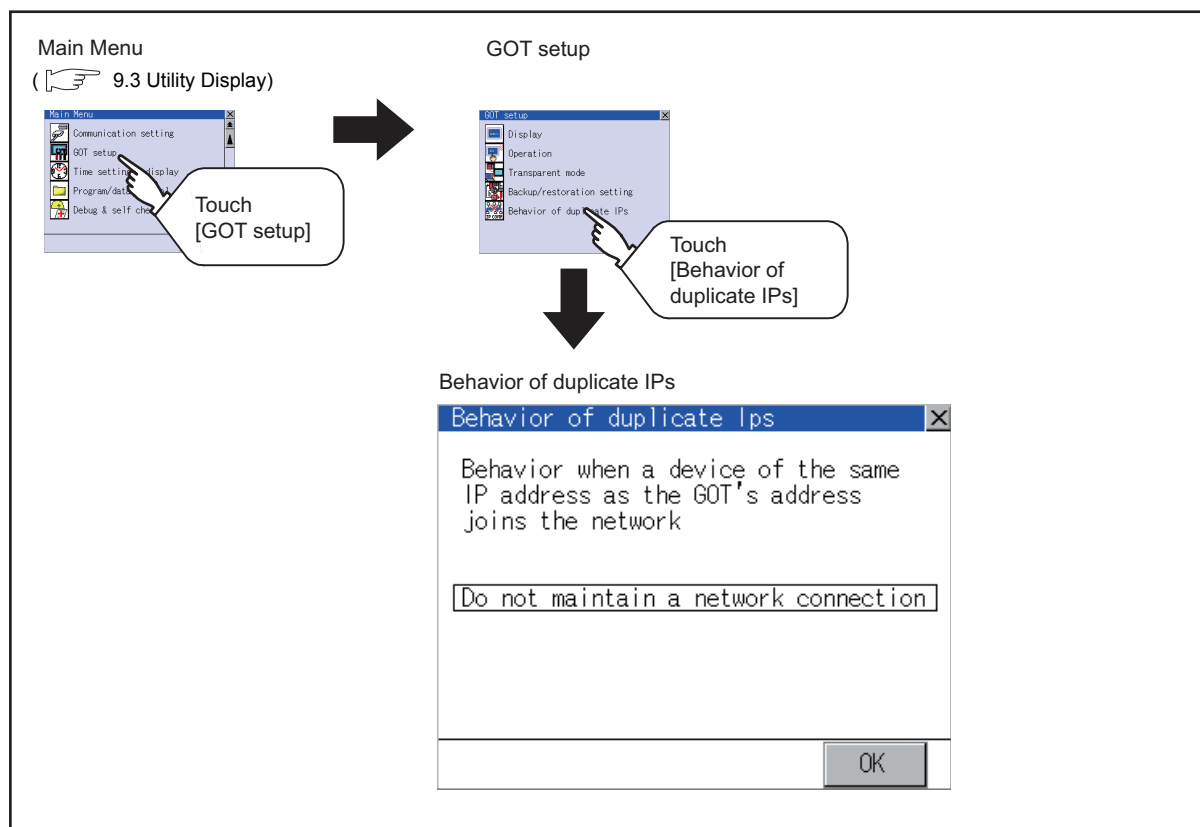 Main Menu
( 9.3 Utility Display)
Main Menu
Communication setting
GOT setup
Time setting display
Program/data
Debug & self
Touch
[GOT setup]
GOT setup
GOT setup
Display
Operation
Transparent mode
Backup/restoration setting
Behavior of duplicate IPs
Touch
[Behavior of
duplicate IPs]
Behavior of duplicate IPs
Behavior of duplicate Ips
Behavior when a device of the same
IP address as the GOT's address
joins the network
Do not maintain a network connection
OK